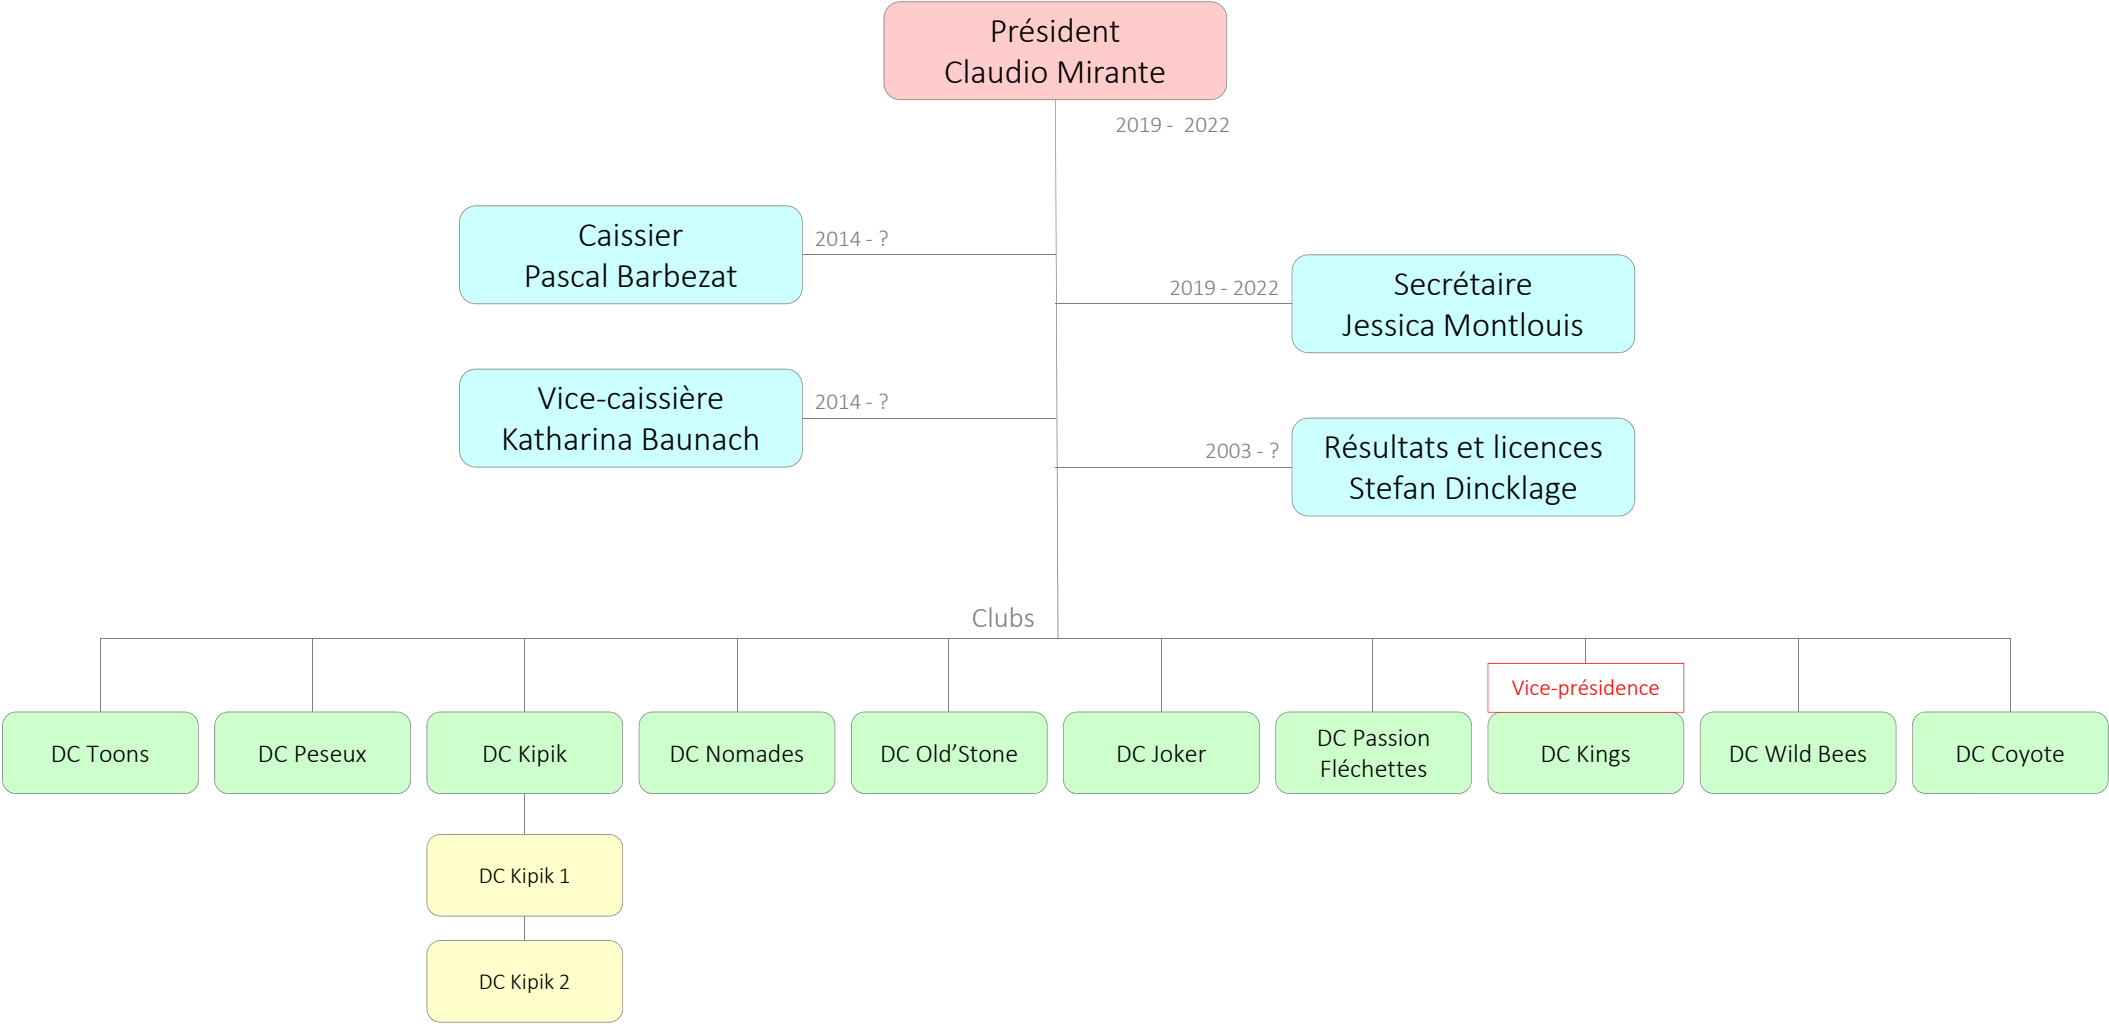 Président
Claudio Mirante
2019 - 2022
Caissier
Pascal Barbezat
2014 - ?
2019 - 2022
Secrétaire
Jessica Montlouis
Vice-caissière
Katharina Baunach
2014 - ?
2003 - ?
Résultats et licences
Stefan Dincklage
Clubs
Vice-présidence
DC Toons
DC Peseux
DC Kipik
DC Nomades
DC Old’Stone
DC Joker
DC Passion
Fléchettes
DC Kings
DC Wild Bees
DC Coyote
DC Kipik 1
DC Kipik 2